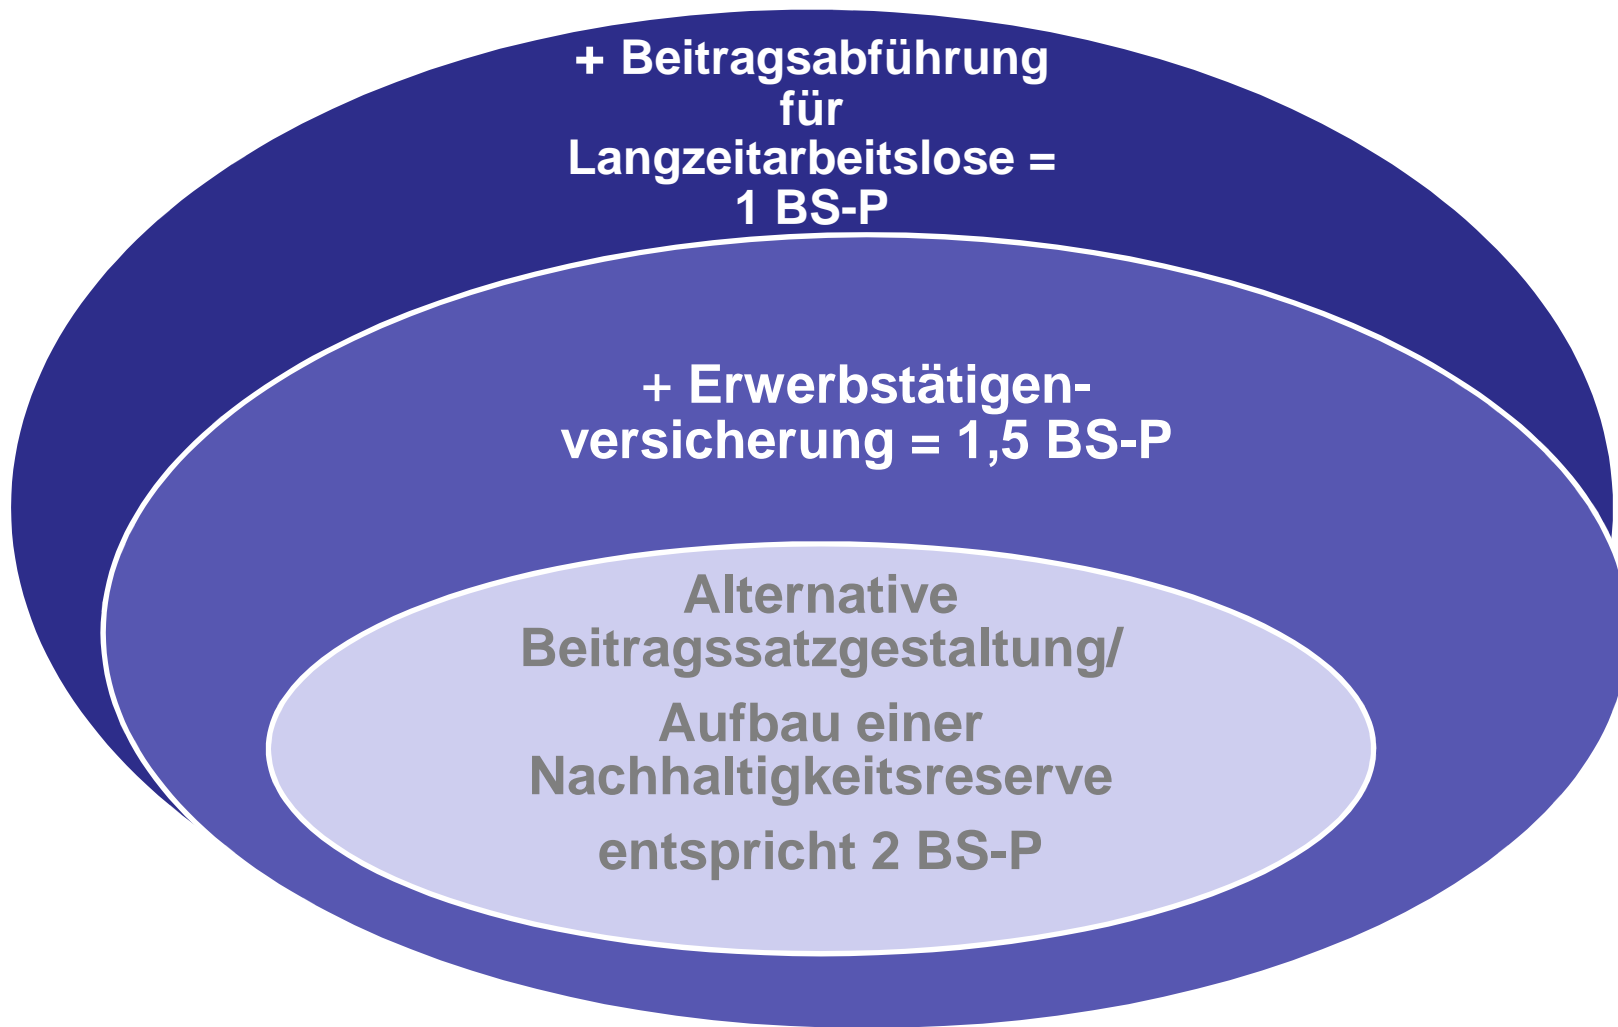 + Beitragsabführung
für
Langzeitarbeitslose =
1 BS-P
+ Erwerbstätigen-
versicherung = 1,5 BS-P
Alternative
Beitragssatzgestaltung/
Aufbau einer
Nachhaltigkeitsreserve
entspricht 2 BS-P